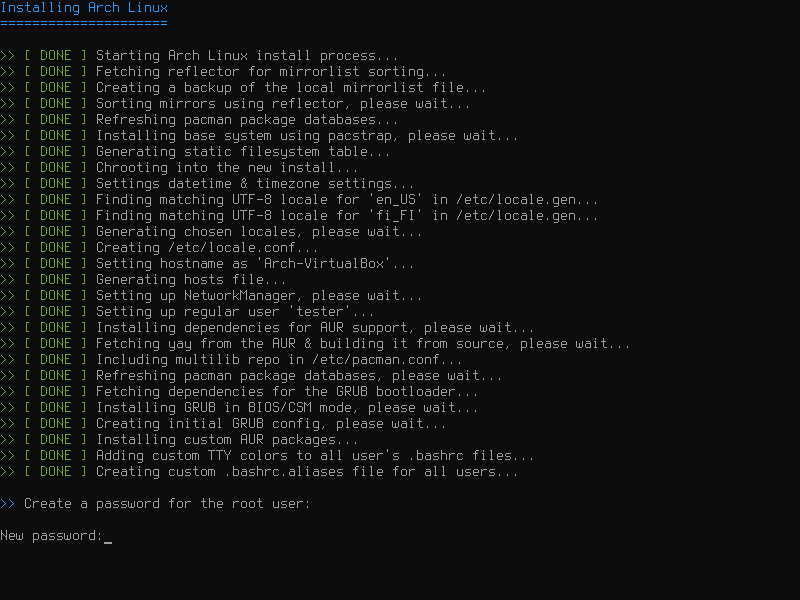 Installing Arch Linux
=====================
>> [ DONE ] Starting Arch Linux install process...
>> [ DONE ] Fetching reflector for mirrorlist sorting...
>> [ DONE ] Creating a backup of the local mirrorlist file...
>> [ DONE ] Sorting mirrors using reflector, please wait...
>> [ DONE ] Refreshing pacman package databases...
>> [ DONE ] Installing base system using pacstrap, please wait...
>> [ DONE ] Generating static filesystem table...
>> [ DONE ] Chrooting into the new install...
>> [ DONE ] Settings datetime & timezone settings...
>> [ DONE ] Finding matching UTF-8 locale for 'en_US' in /etc/locale.gen...
>> [ DONE ] Finding matching UTF-8 locale for 'fi_FI' in /etc/locale.gen...
>> [ DONE ] Generating chosen locales, please wait...
>> [ DONE ] Creating /etc/locale.conf...
>> [ DONE ] Setting hostname as 'Arch-VirtualBox'...
>> [ DONE ] Generating hosts file...
>> [ DONE ] Setting up NetworkManager, please wait...
>> [ DONE ] Setting up regular user 'tester'...
>> [ DONE ] Installing dependencies for AUR support, please wait...
>> [ DONE ] Fetching yay from the AUR & building it from source, please wait...
>> [ DONE ] Including multilib repo in /etc/pacman.conf...
>> [ DONE ] Refreshing pacman package databases, please wait...
>> [ DONE ] Fetching dependencies for the GRUB bootloader...
>> [ DONE ] Installing GRUB in BIOS/CSM mode, please wait...
>> [ DONE ] Creating initial GRUB config, please wait...
>> [ DONE ] Installing custom AUR packages...
>> [ DONE ] Adding custom TTY colors to all user's .bashrc files...
>> [ DONE ] Creating custom .bashrc.aliases file for all users...
>> Create a password for the root user:
New password:_